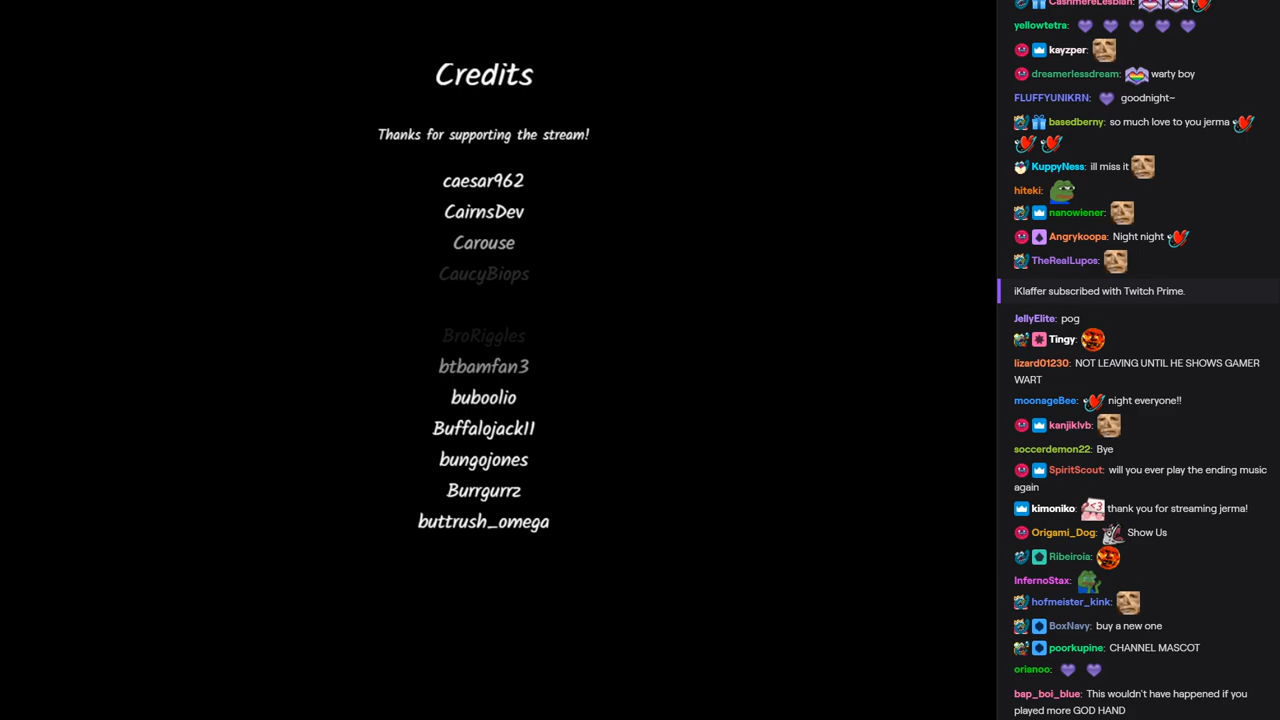 Credits
Thanks for supporting the stream!
caesar962
CairnsDev
Carouse
CaucyBiops
BroRiggles
btbamfan3
buboolio
Buffalojack11
bungojones
Burrgurrz
buttrush_omega
CashmereLesbian:
yellowtetra:
kayzper:
dreamerlessdream: warty boy
FLUFFYUNIKRN: goodnight~
basedberny: so much love to you jerma
KuppyNess: ill miss it
hiteki:
nanowiener:
Angrykoopa: Night night
TheRealLupos:
iKlaffer subscribed with Twitch Prime.
JellyElite: pog
Tingy:
lizard01230: NOT LEAVING UNTIL HE SHOWS GAMER
WART
moonageBee: night everyone!!
kanjiklvb:
soccerdemon22: Bye
SpiritScout: will you ever play the ending music
again
kimoniko: <3 thank you for streaming jerma!
Origami_Dog: Show Us
Ribeiroia:
InfernoStax:
hofmeister_kink:
BoxNavy: buy a new one
poorkupine: CHANNEL MASCOT
orianoo:
bap_boi_blue: This wouldn't have happened if you
played more GOD HAND